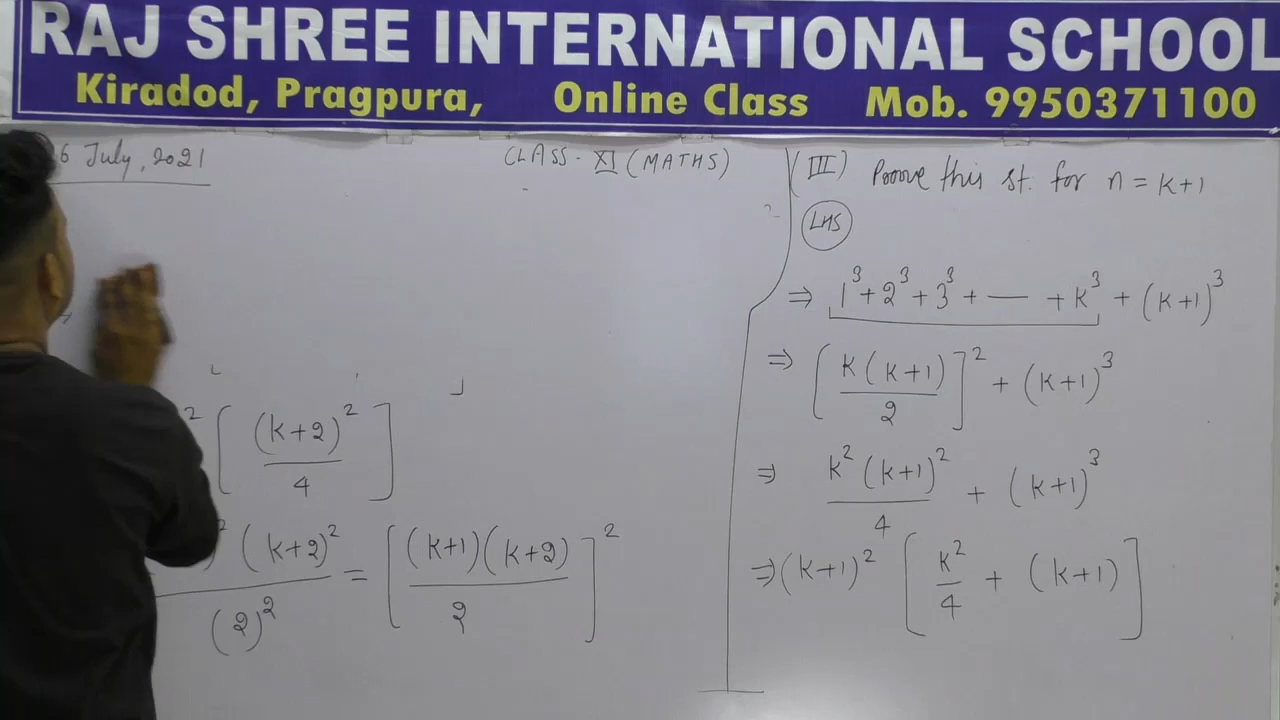 RAJ SHREE INTERNATIONAL SCHOOL
Kiradod, Pragpura, Online Class Mob. 9950371100
6 July, 2021
CLASS - XI (MATHS)
[(k+2)²/4]
(k+2)²/(2)² = [(k+1)(k+2)/2]²
(III) Proove this st. for n = k+1
LHS
⇒ 1³+2³+3³+ — +k³ + (k+1)³
⇒ [k(k+1)/2]² + (k+1)³
⇒ k²(k+1)²/4 + (k+1)³
⇒ (k+1)² [k²/4 + (k+1)]